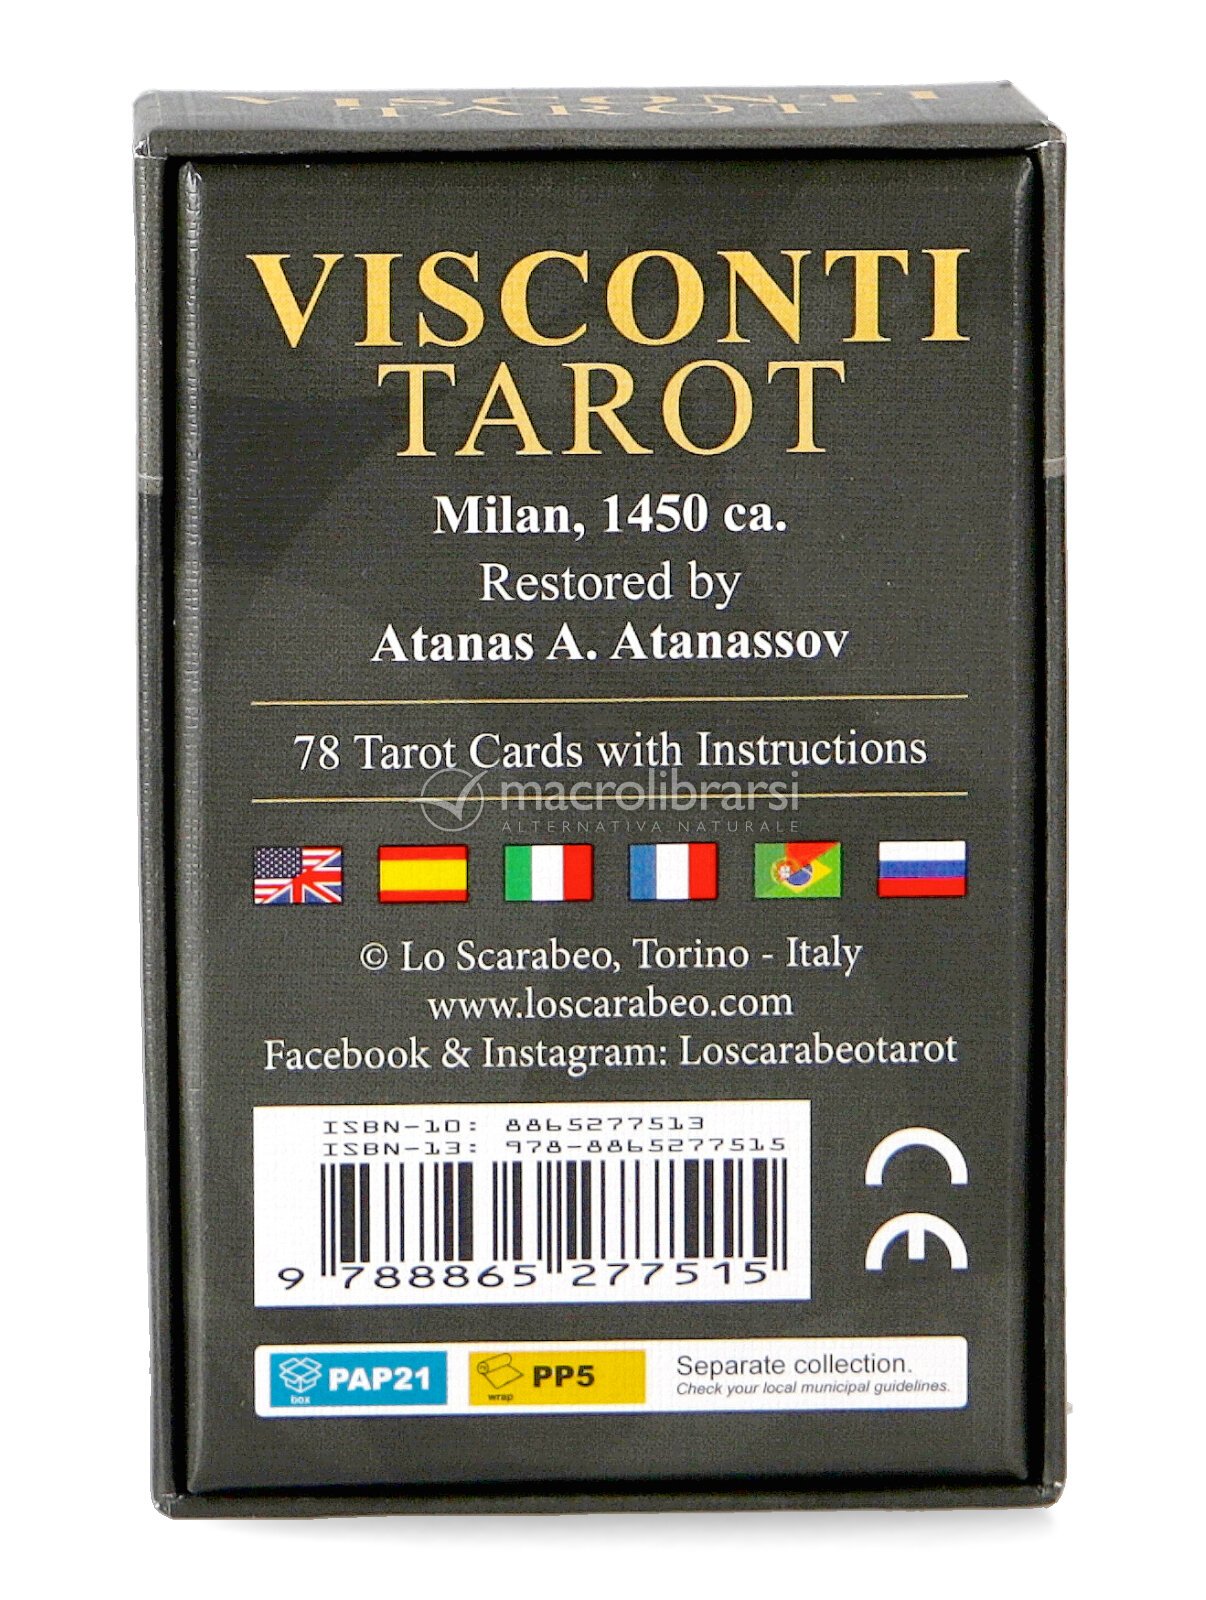 VISCONTI
TAROT
VISCONTI
TAROT
Milan, 1450 ca.
Restored by
Atanas A. Atanassov
78 Tarot Cards with Instructions
macrolibrarsi
ALTERNATIVA NATURALE
© Lo Scarabeo, Torino - Italy
www.loscarabeo.com
Facebook & Instagram: Loscarabeotarot
ISBN-10: 8865277513
ISBN-13: 978-8865277515
9 788865 277515
CE
box PAP21
wrap PP5
Separate collection.
Check your local municipal guidelines.